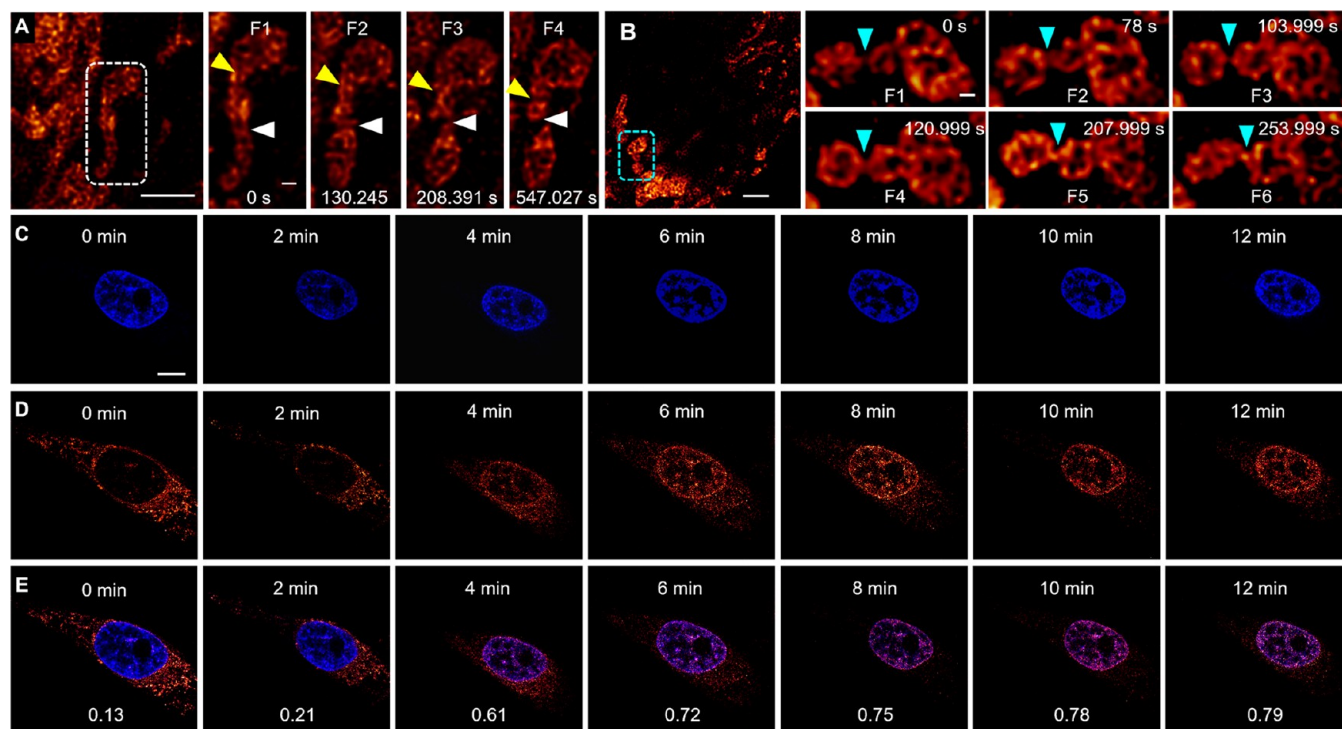 A
F1
F2
F3
F4
0 s
130.245
208.391 s
547.027 s
B
0 s
F1
78 s
F2
103.999 s
F3
120.999 s
F4
207.999 s
F5
253.999 s
F6
C
0 min
2 min
4 min
6 min
8 min
10 min
12 min
D
0 min
2 min
4 min
6 min
8 min
10 min
12 min
E
0 min
2 min
4 min
6 min
8 min
10 min
12 min
0.13
0.21
0.61
0.72
0.75
0.78
0.79